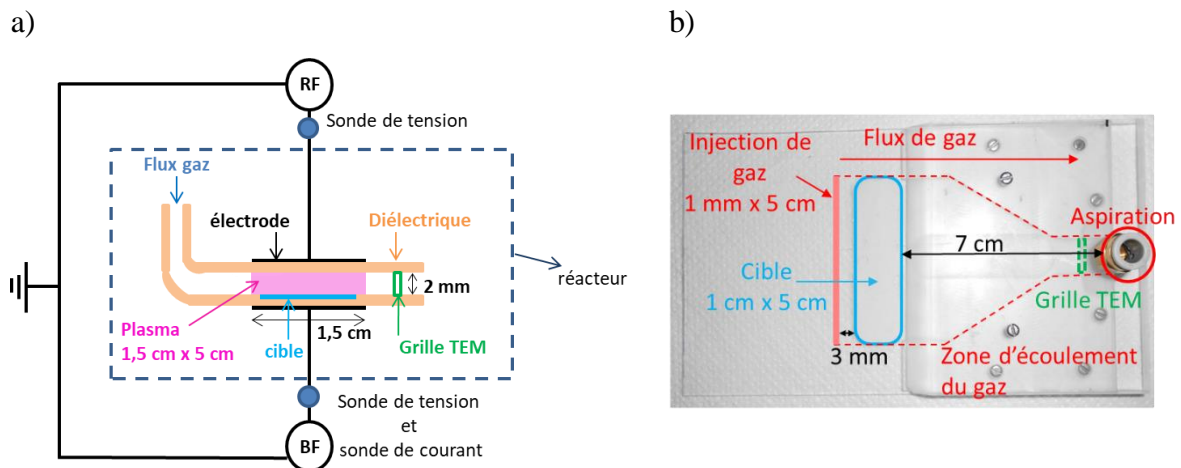 a)
RF
Sonde de tension
Flux gaz
électrode
Diélectrique
réacteur
2 mm
Plasma
1,5 cm x 5 cm
1,5 cm
cible
Grille TEM
Sonde de tension
et
sonde de courant
BF
b)
Injection de
gaz
1 mm x 5 cm
Flux de gaz
Aspiration
7 cm
Cible
1 cm x 5 cm
Grille TEM
3 mm
Zone d'écoulement
du gaz